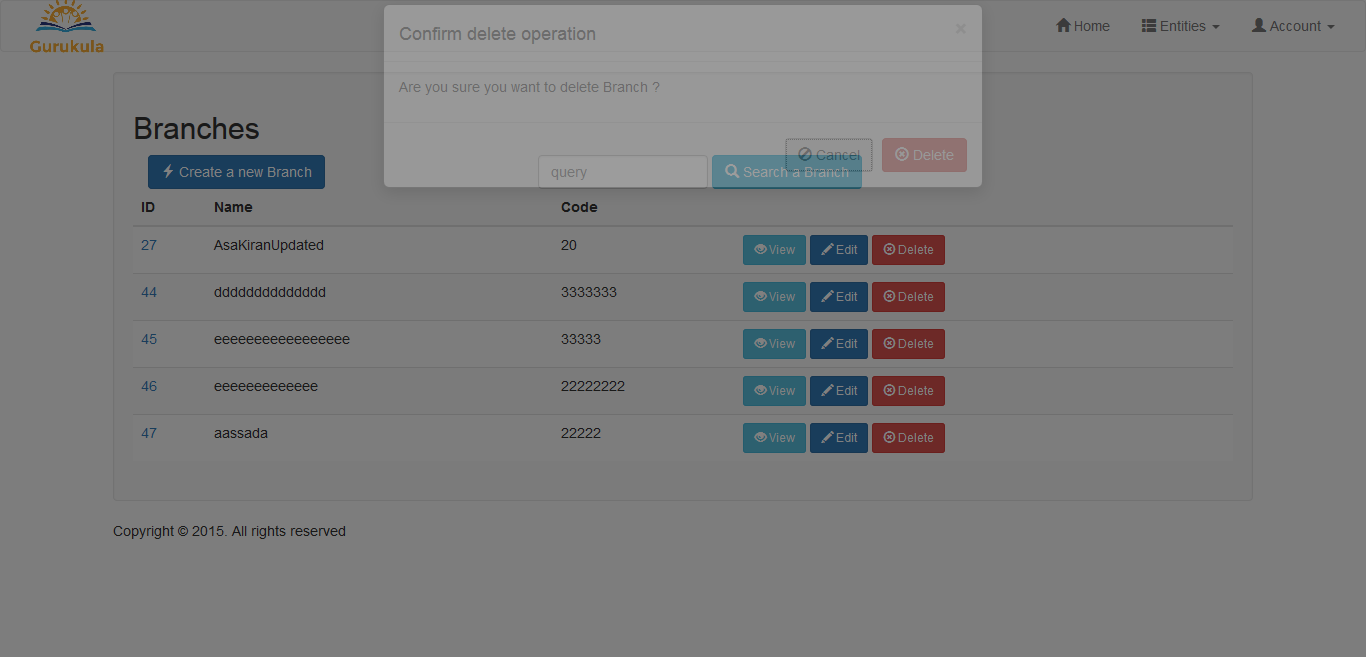 Gurukula
Home Entities Account
Confirm delete operation ×
Are you sure you want to delete Branch ?
Cancel Delete
Branches
Create a new Branch query Search a Branch
ID Name Code
27 AsaKiranUpdated 20 View Edit Delete
44 dddddddddddddd 3333333 View Edit Delete
45 eeeeeeeeeeeeeeeee 33333 View Edit Delete
46 eeeeeeeeeeeee 22222222 View Edit Delete
47 aassada 22222 View Edit Delete
Copyright © 2015. All rights reserved